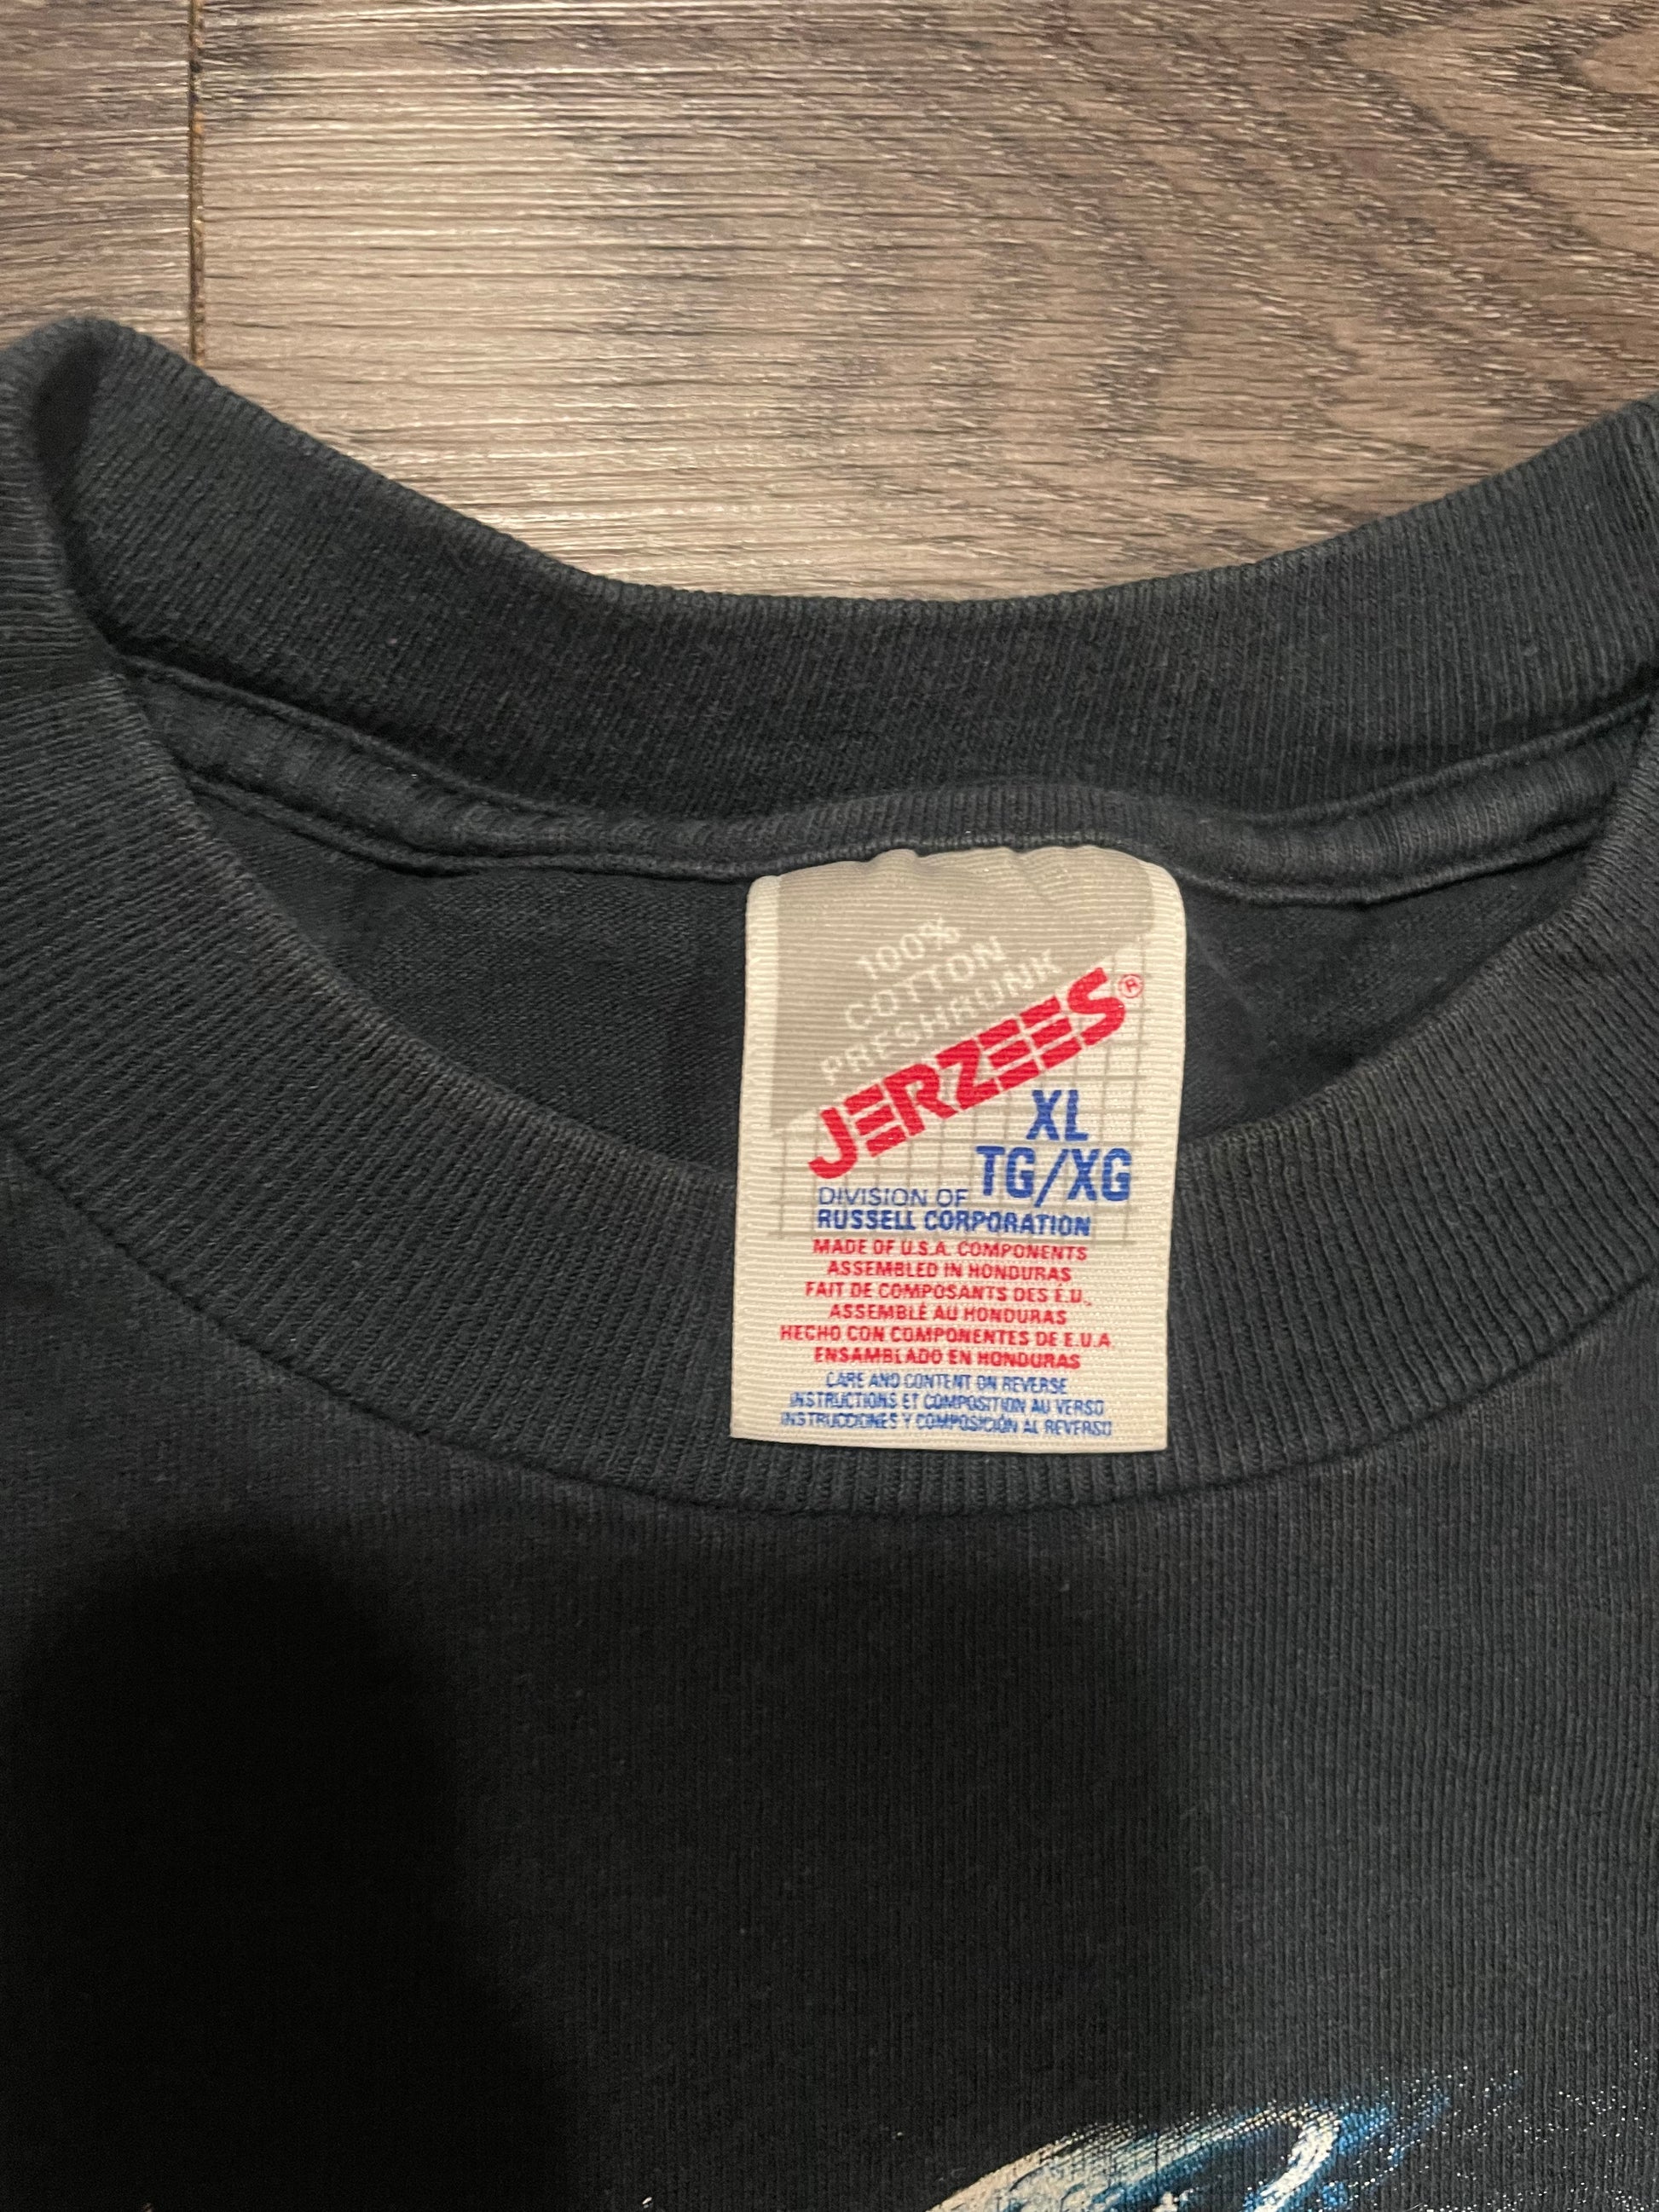 100%
COTTON
PRESHRUNK
JERZEES®
XL
TG/XG
DIVISION OF
RUSSELL CORPORATION
MADE OF U.S.A. COMPONENTS
ASSEMBLED IN HONDURAS
FAIT DE COMPOSANTS DES É.U.,
ASSEMBLÉ AU HONDURAS
HECHO CON COMPONENTES DE E.U.A
ENSAMBLADO EN HONDURAS
CARE AND CONTENT ON REVERSE
INSTRUCTIONS ET COMPOSITION AU VERSO
INSTRUCCIONES Y COMPOSICIÓN AL REVERSO